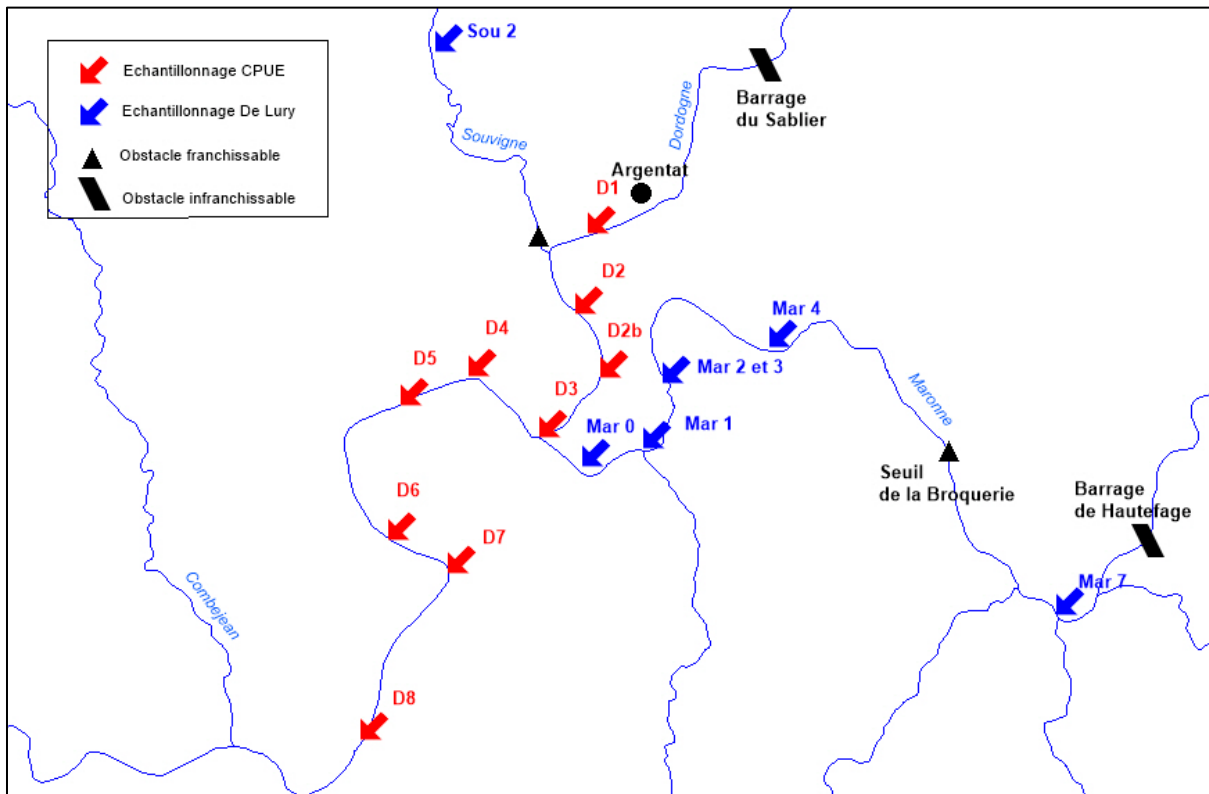 Echantillonnage CPUE
Echantillonnage De Lury
Obstacle franchissable
Obstacle infranchissable
Sou 2
Souvigne
Dordogne
Barrage
du Sablier
Argentat
D1
D2
D2b
D3
D4
D5
D6
D7
D8
Mar 0
Mar 1
Mar 2 et 3
Mar 4
Maronne
Seuil
de la Broquerie
Barrage
de Hautefage
Mar 7
Combejean